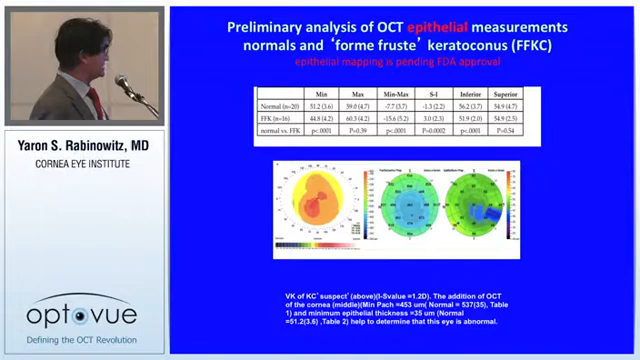 Preliminary analysis of OCT epithelial measurements
normals and ‘forme fruste’ keratoconus (FFKC)
epithelial mapping is pending FDA approval
Min Max Min-Max S-I Inferior Superior
Normal (n=20) 51.2 (3.6) 59.0 (4.7) -7.7 (3.7) -1.3 (2.2) 56.2 (3.7) 54.9 (4.7)
FFK (n=16) 44.8 (4.2) 60.3 (4.2) -15.6 (5.2) 3.0 (2.3) 51.9 (2.0) 54.9 (2.5)
normal vs. FFK p<.0001 P=0.39 p<.0001 P=0.0002 p<.0001 P=0.54
Yaron S. Rabinowitz, MD
CORNEA EYE INSTITUTE
VK of KC‘suspect’(above)(I-Svalue =1.2D). The addition of OCT
of the cornea (middle)(Min Pach =453 um( Normal = 537(35), Table
1) and minimum epithelial thickness =35 um (Normal
=51.2(3.6) ,Table 2) help to determine that this eye is abnormal.
optovue
Defining the OCT Revolution